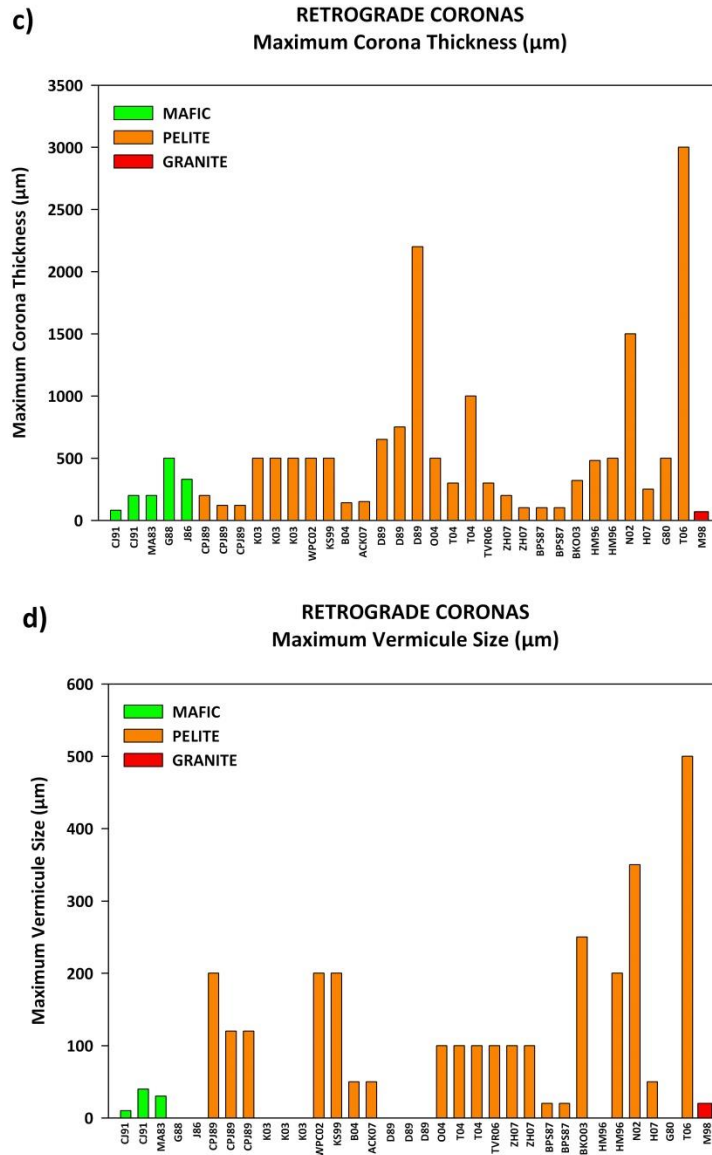 c)
RETROGRADE CORONAS
Maximum Corona Thickness (µm)
Maximum Corona Thickness (µm)
3500
3000
2500
2000
1500
1000
500
0
MAFIC
PELITE
GRANITE
CJ91
CJ91
MA83
G88
J86
CPJ89
CPJ89
CPJ89
K03
K03
K03
WPC02
KS99
B04
ACK07
D89
D89
D89
O04
T04
T04
TVR06
ZH07
ZH07
BPS87
BPS87
BKO03
HM96
HM96
N02
H07
G80
T06
M98
d)
RETROGRADE CORONAS
Maximum Vermicule Size (µm)
Maximum Vermicule Size (µm)
600
500
400
300
200
100
0
MAFIC
PELITE
GRANITE
CJ91
CJ91
MA83
G88
J86
CPJ89
CPJ89
CPJ89
K03
K03
K03
WPC02
KS99
B04
ACK07
D89
D89
D89
O04
T04
T04
TVR06
ZH07
ZH07
BPS87
BPS87
BKO03
HM96
HM96
N02
H07
G80
T06
M98